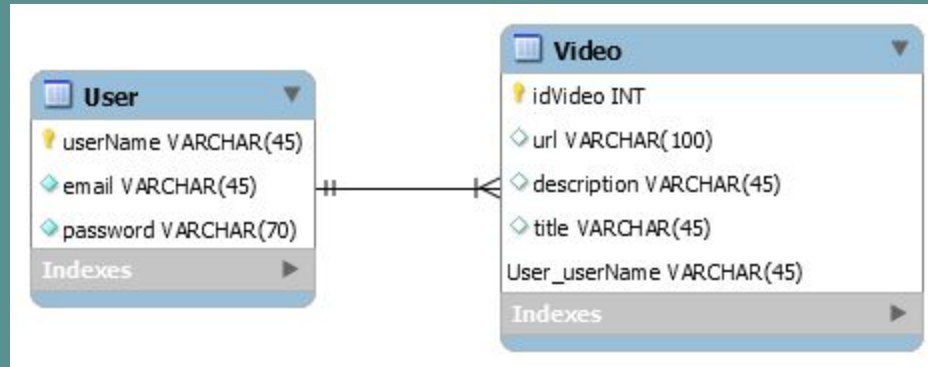 User
userName VARCHAR(45)
email VARCHAR(45)
password VARCHAR(70)
Indexes
Video
idVideo INT
url VARCHAR(100)
description VARCHAR(45)
title VARCHAR(45)
User_userName VARCHAR(45)
Indexes